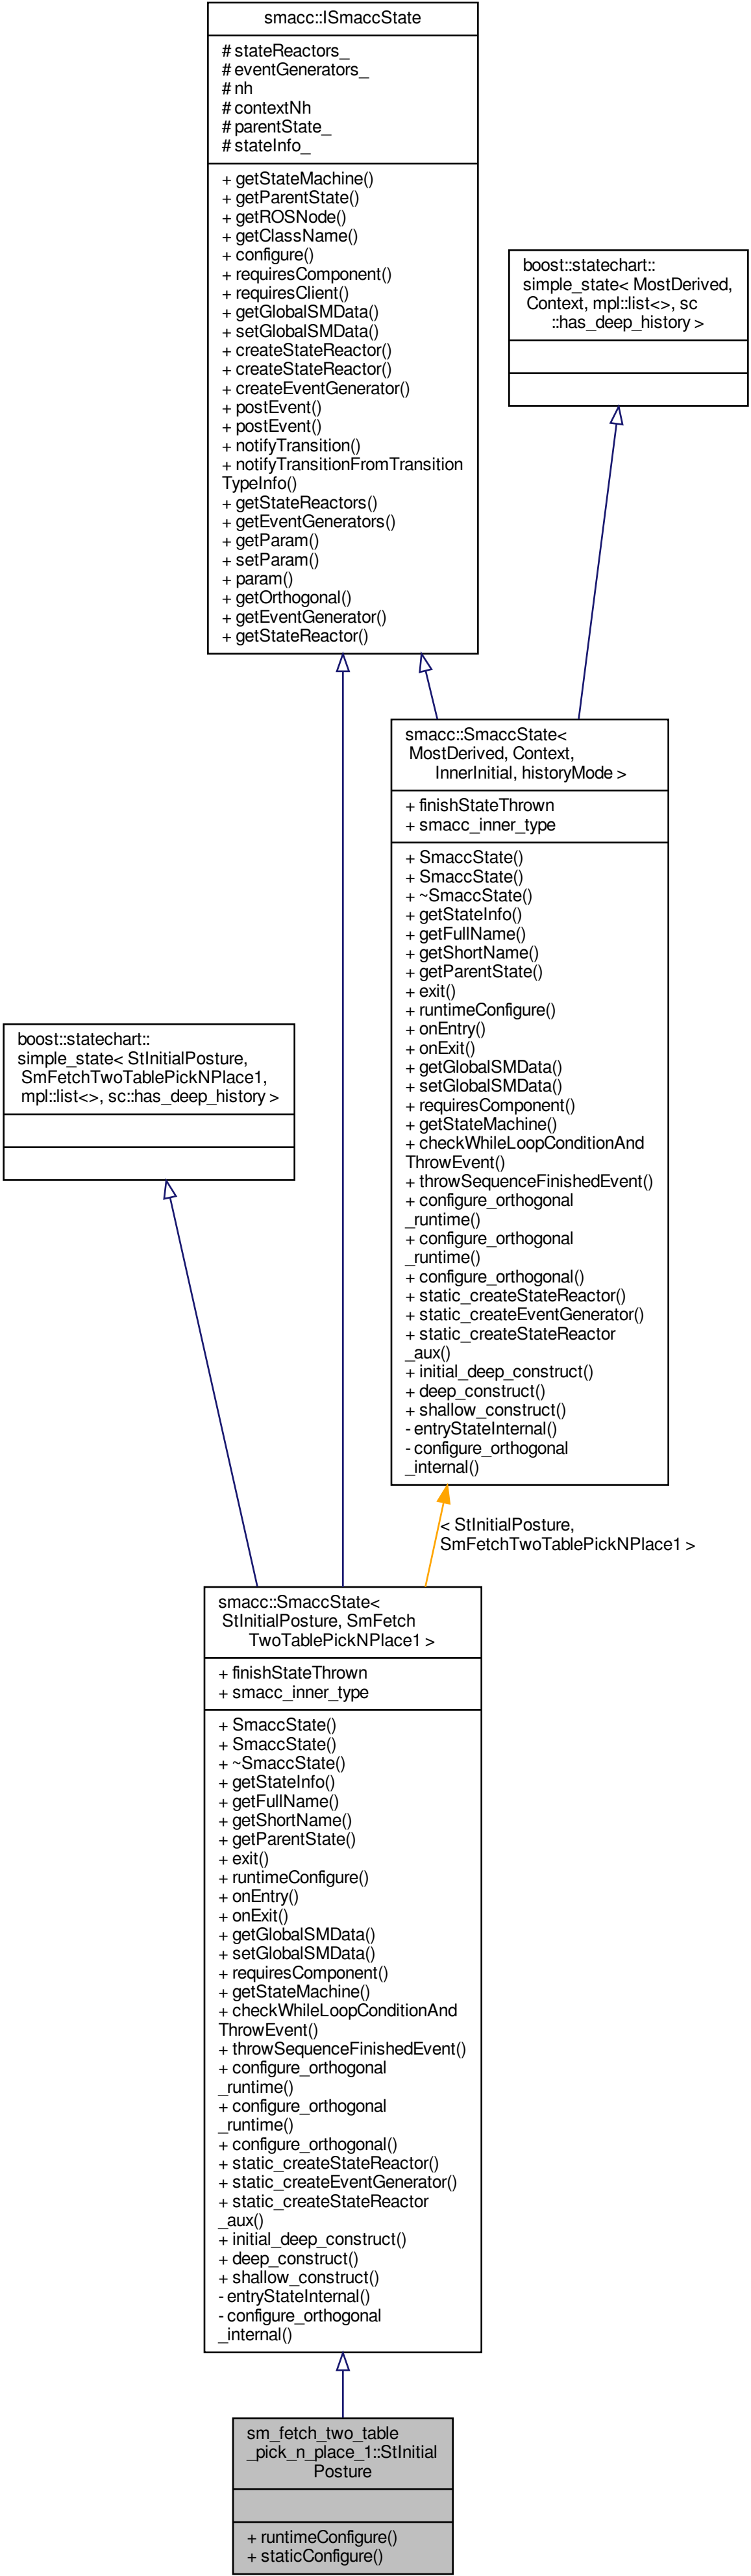 smacc::ISmaccState
# stateReactors_
# eventGenerators_
# nh
# contextNh
# parentState_
# stateInfo_
+ getStateMachine()
+ getParentState()
+ getROSNode()
+ getClassName()
+ configure()
+ requiresComponent()
+ requiresClient()
+ getGlobalSMData()
+ setGlobalSMData()
+ createStateReactor()
+ createStateReactor()
+ createEventGenerator()
+ postEvent()
+ postEvent()
+ notifyTransition()
+ notifyTransitionFromTransition
TypeInfo()
+ getStateReactors()
+ getEventGenerators()
+ getParam()
+ setParam()
+ param()
+ getOrthogonal()
+ getEventGenerator()
+ getStateReactor()
boost::statechart::
simple_state< MostDerived,
Context, mpl::list<>, sc
::has_deep_history >
smacc::SmaccState<
MostDerived, Context,
InnerInitial, historyMode >
+ finishStateThrown
+ smacc_inner_type
+ SmaccState()
+ SmaccState()
+ ~SmaccState()
+ getStateInfo()
+ getFullName()
+ getShortName()
+ getParentState()
+ exit()
+ runtimeConfigure()
+ onEntry()
+ onExit()
+ getGlobalSMData()
+ setGlobalSMData()
+ requiresComponent()
+ getStateMachine()
+ checkWhileLoopConditionAnd
ThrowEvent()
+ throwSequenceFinishedEvent()
+ configure_orthogonal
_runtime()
+ configure_orthogonal
_runtime()
+ configure_orthogonal()
+ static_createStateReactor()
+ static_createEventGenerator()
+ static_createStateReactor
_aux()
+ initial_deep_construct()
+ deep_construct()
+ shallow_construct()
- entryStateInternal()
- configure_orthogonal
_internal()
boost::statechart::
simple_state< StInitialPosture,
SmFetchTwoTablePickNPlace1,
mpl::list<>, sc::has_deep_history >
< StInitialPosture,
SmFetchTwoTablePickNPlace1 >
smacc::SmaccState<
StInitialPosture, SmFetch
TwoTablePickNPlace1 >
+ finishStateThrown
+ smacc_inner_type
+ SmaccState()
+ SmaccState()
+ ~SmaccState()
+ getStateInfo()
+ getFullName()
+ getShortName()
+ getParentState()
+ exit()
+ runtimeConfigure()
+ onEntry()
+ onExit()
+ getGlobalSMData()
+ setGlobalSMData()
+ requiresComponent()
+ getStateMachine()
+ checkWhileLoopConditionAnd
ThrowEvent()
+ throwSequenceFinishedEvent()
+ configure_orthogonal
_runtime()
+ configure_orthogonal
_runtime()
+ configure_orthogonal()
+ static_createStateReactor()
+ static_createEventGenerator()
+ static_createStateReactor
_aux()
+ initial_deep_construct()
+ deep_construct()
+ shallow_construct()
- entryStateInternal()
- configure_orthogonal
_internal()
sm_fetch_two_table
_pick_n_place_1::StInitial
Posture
+ runtimeConfigure()
+ staticConfigure()